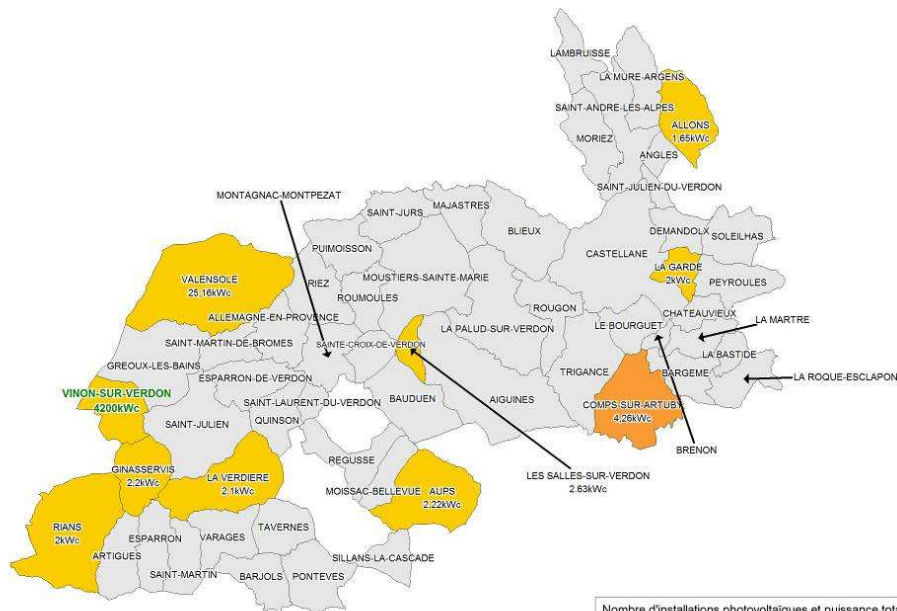 LAMBRUISSE
LA MURE-ARGENS
SAINT-ANDRE-LES-ALPES
ALLONS
1,65kWc
MORIEZ
ANGLES
SAINT-JULIEN-DU-VERDON
MONTAGNAC-MONTPEZAT
SAINT-JURS
MAJASTRES
BLIEUX
DEMANDOLX
SOLEILHAS
PUIMOISSON
CASTELLANE
LA GARDE
2kWc
VALENSOLE
25,16kWc
RIEZ
MOUSTIERS-SAINTE-MARIE
PEYROULES
ROUMOULES
ROUGON
ALLEMAGNE-EN-PROVENCE
CHATEAUVIEUX
LA MARTRE
LA PALUD-SUR-VERDON
LE BOURGUET
SAINT-MARTIN-DE-BROMES
SAINTE-CROIX-DE-VERDON
LA BASTIDE
GREOUX-LES-BAINS
TRIGANCE
BARGEME
LA ROQUE-ESCLAPON
ESPARRON-DE-VERDON
VINON-SUR-VERDON
4200kWc
SAINT-LAURENT-DU-VERDON
BAUDUEN
AIGUINES
COMPS-SUR-ARTUBY
4,26kWc
SAINT-JULIEN
QUINSON
BRENON
REGUSSE
GINASSERVIS
2,2kWc
LA VERDIERE
2,1kWc
MOISSAC-BELLEVUE
AUPS
2,22kWc
LES SALLES-SUR-VERDON
2.63kWc
RIANS
2kWc
ARTIGUES
ESPARRON
VARAGES
TAVERNES
SILLANS-LA-CASCADE
SAINT-MARTIN
BARJOLS
PONTEVES
Nombre d'installations photovoltaïques et puissance tota